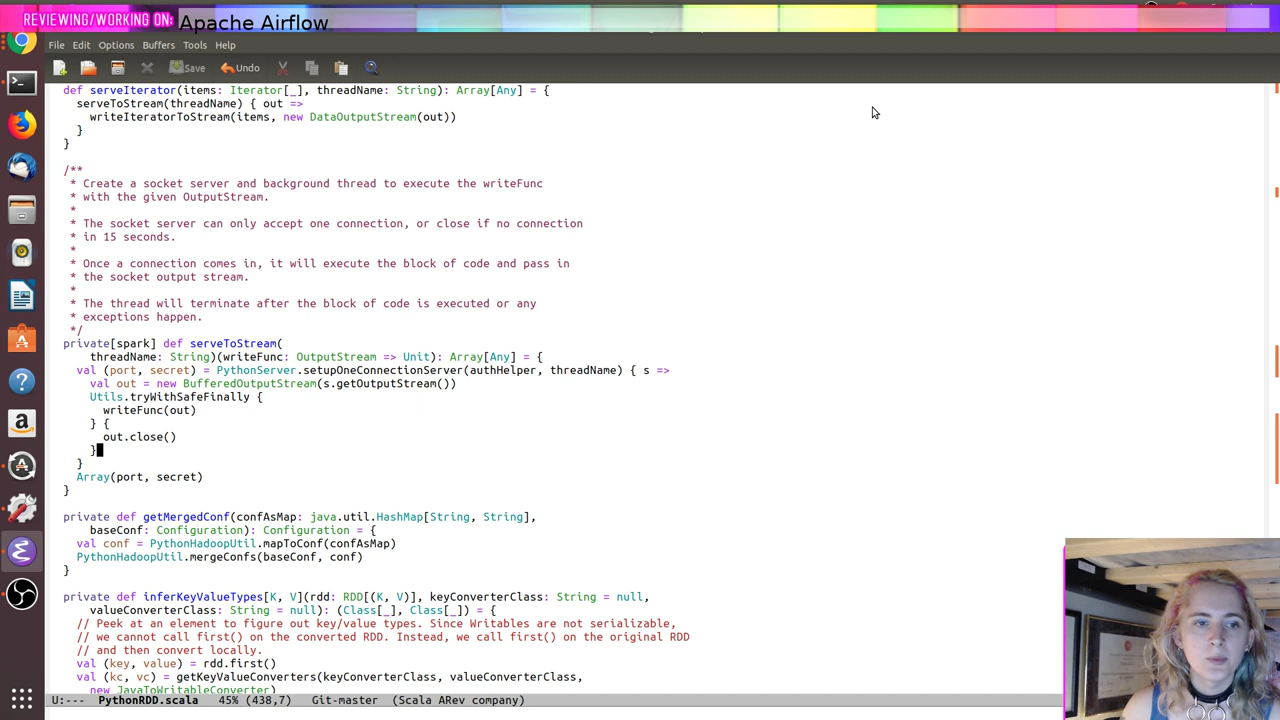 REVIEWING/WORKING ON: Apache Airflow
File Edit Options Buffers Tools Help
Save Undo
def serveIterator(items: Iterator[_], threadName: String): Array[Any] = {
serveToStream(threadName) { out =>
writeIteratorToStream(items, new DataOutputStream(out))
}
}
/**
* Create a socket server and background thread to execute the writeFunc
* with the given OutputStream.
*
* The socket server can only accept one connection, or close if no connection
* in 15 seconds.
*
* Once a connection comes in, it will execute the block of code and pass in
* the socket output stream.
*
* The thread will terminate after the block of code is executed or any
* exceptions happen.
*/
private[spark] def serveToStream(
threadName: String)(writeFunc: OutputStream => Unit): Array[Any] = {
val (port, secret) = PythonServer.setupOneConnectionServer(authHelper, threadName) { s =>
val out = new BufferedOutputStream(s.getOutputStream())
Utils.tryWithSafeFinally {
writeFunc(out)
} {
out.close()
}
}
Array(port, secret)
}
private def getMergedConf(confAsMap: java.util.HashMap[String, String],
baseConf: Configuration): Configuration = {
val conf = PythonHadoopUtil.mapToConf(confAsMap)
PythonHadoopUtil.mergeConfs(baseConf, conf)
}
private def inferKeyValueTypes[K, V](rdd: RDD[(K, V)], keyConverterClass: String = null,
valueConverterClass: String = null): (Class[_], Class[_]) = {
// Peek at an element to figure out key/value types. Since Writables are not serializable,
// we cannot call first() on the converted RDD. Instead, we call first() on the original RDD
// and then convert locally.
val (key, value) = rdd.first()
val (kc, vc) = getKeyValueConverters(keyConverterClass, valueConverterClass,
new JavaToWritableConverter)
U:--- PythonRDD.scala 45% (438,7) Git-master (Scala ARev company)